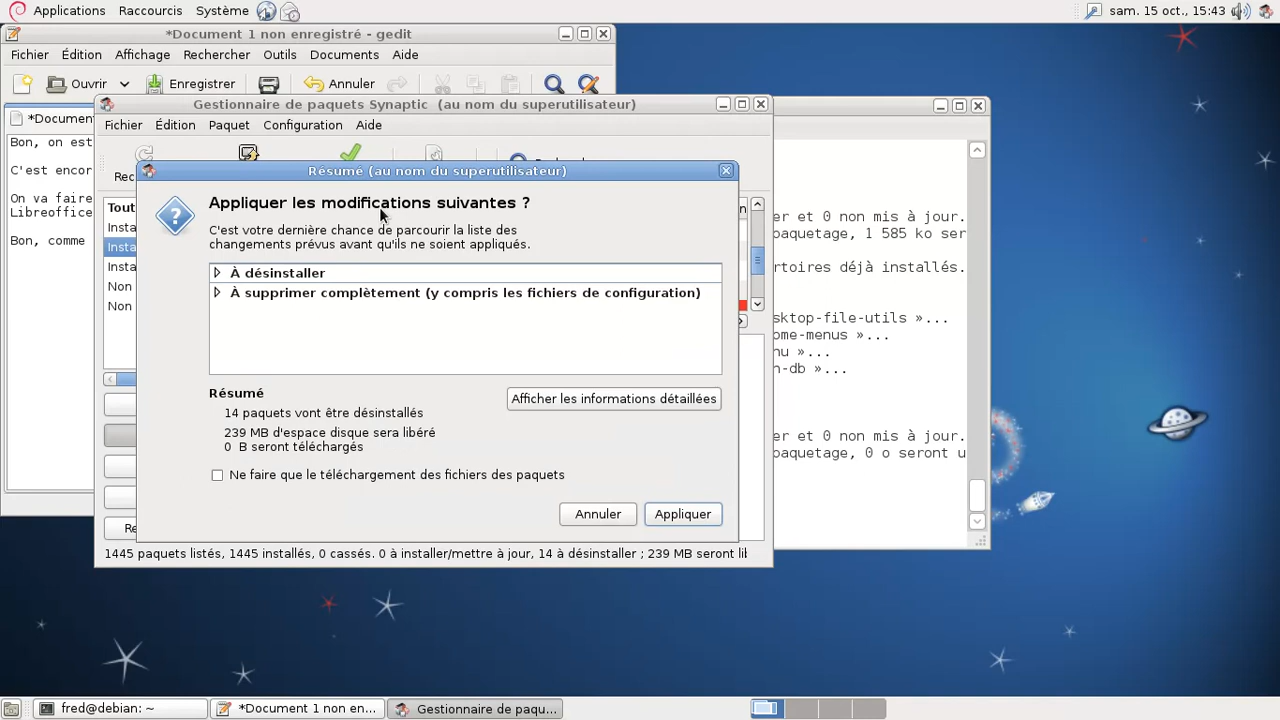 Applications Raccourcis Système
sam. 15 oct., 15:43
*Document 1 non enregistré - gedit
Fichier Édition Affichage Rechercher Outils Documents Aide
Ouvrir Enregistrer Annuler
*Documen
Bon, on est
C'est encor
On va faire
Libreoffice
Bon, comme
Gestionnaire de paquets Synaptic (au nom du superutilisateur)
Fichier Édition Paquet Configuration Aide
Rec
Tout
Insta
Insta
Insta
Non
Non
Re
Résumé (au nom du superutilisateur)
Appliquer les modifications suivantes ?
C'est votre dernière chance de parcourir la liste des
changements prévus avant qu'ils ne soient appliqués.
À désinstaller
À supprimer complètement (y compris les fichiers de configuration)
Résumé
Afficher les informations détaillées
14 paquets vont être désinstallés
239 MB d'espace disque sera libéré
0 B seront téléchargés
Ne faire que le téléchargement des fichiers des paquets
Annuler Appliquer
1445 paquets listés, 1445 installés, 0 cassés. 0 à installer/mettre à jour, 14 à désinstaller ; 239 MB seront li
er et 0 non mis à jour.
aquetage, 1 585 ko ser
rtoires déjà installés.
sktop-file-utils »...
ome-menus »...
nu »...
n-db »...
er et 0 non mis à jour.
aquetage, 0 o seront u
fred@debian: ~ *Document 1 non en... Gestionnaire de paqu...